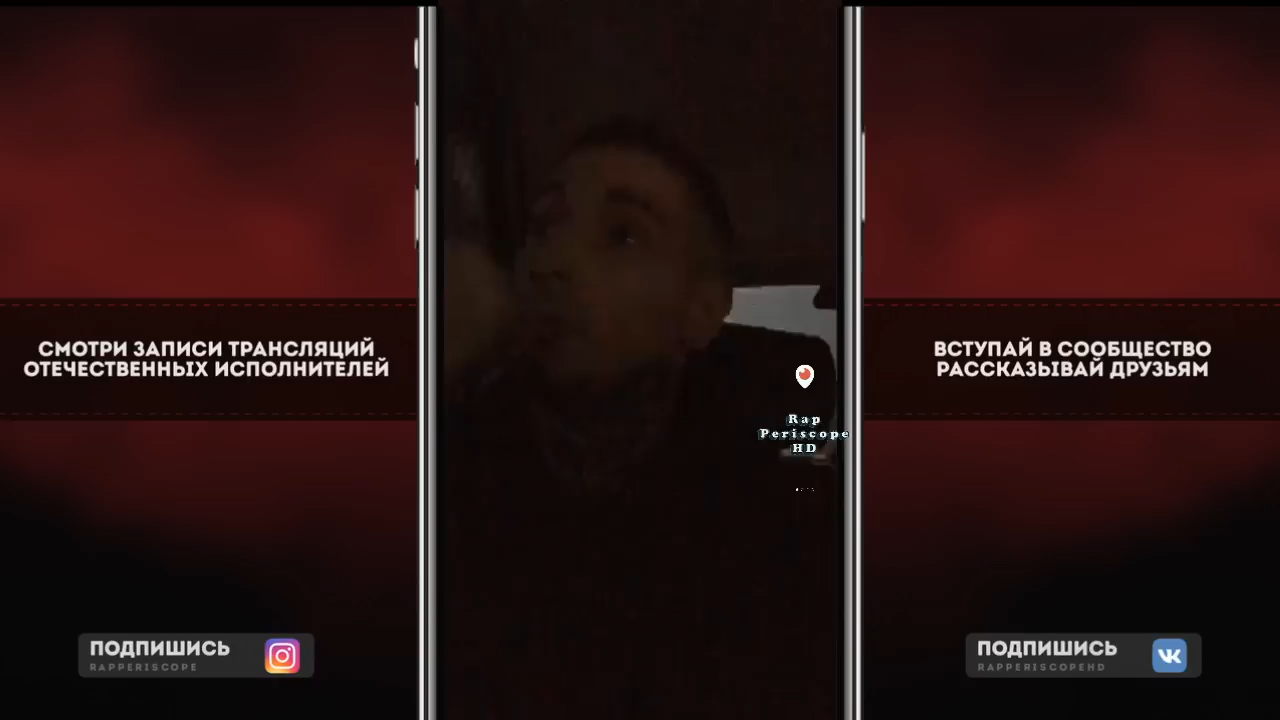 СМОТРИ ЗАПИСИ ТРАНСЛЯЦИЙ
ОТЕЧЕСТВЕННЫХ ИСПОЛНИТЕЛЕЙ
ПОДПИШИСЬ
RAPPERISCOPE
Rap
Periscope
HD
ВСТУПАЙ В СООБЩЕСТВО
РАССКАЗЫВАЙ ДРУЗЬЯМ
ПОДПИШИСЬ
RAPPERISCOPEHD